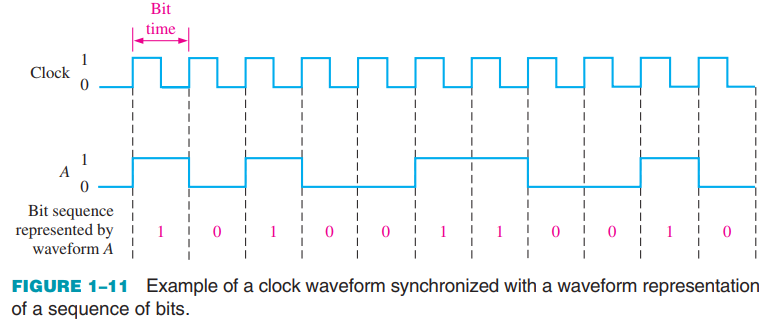 Bit
time
1
Clock
0
1
A
0
Bit sequence
represented by
waveform A
1 0 1 0 0 1 1 0 0 1 0
FIGURE 1–11 Example of a clock waveform synchronized with a waveform representation
of a sequence of bits.